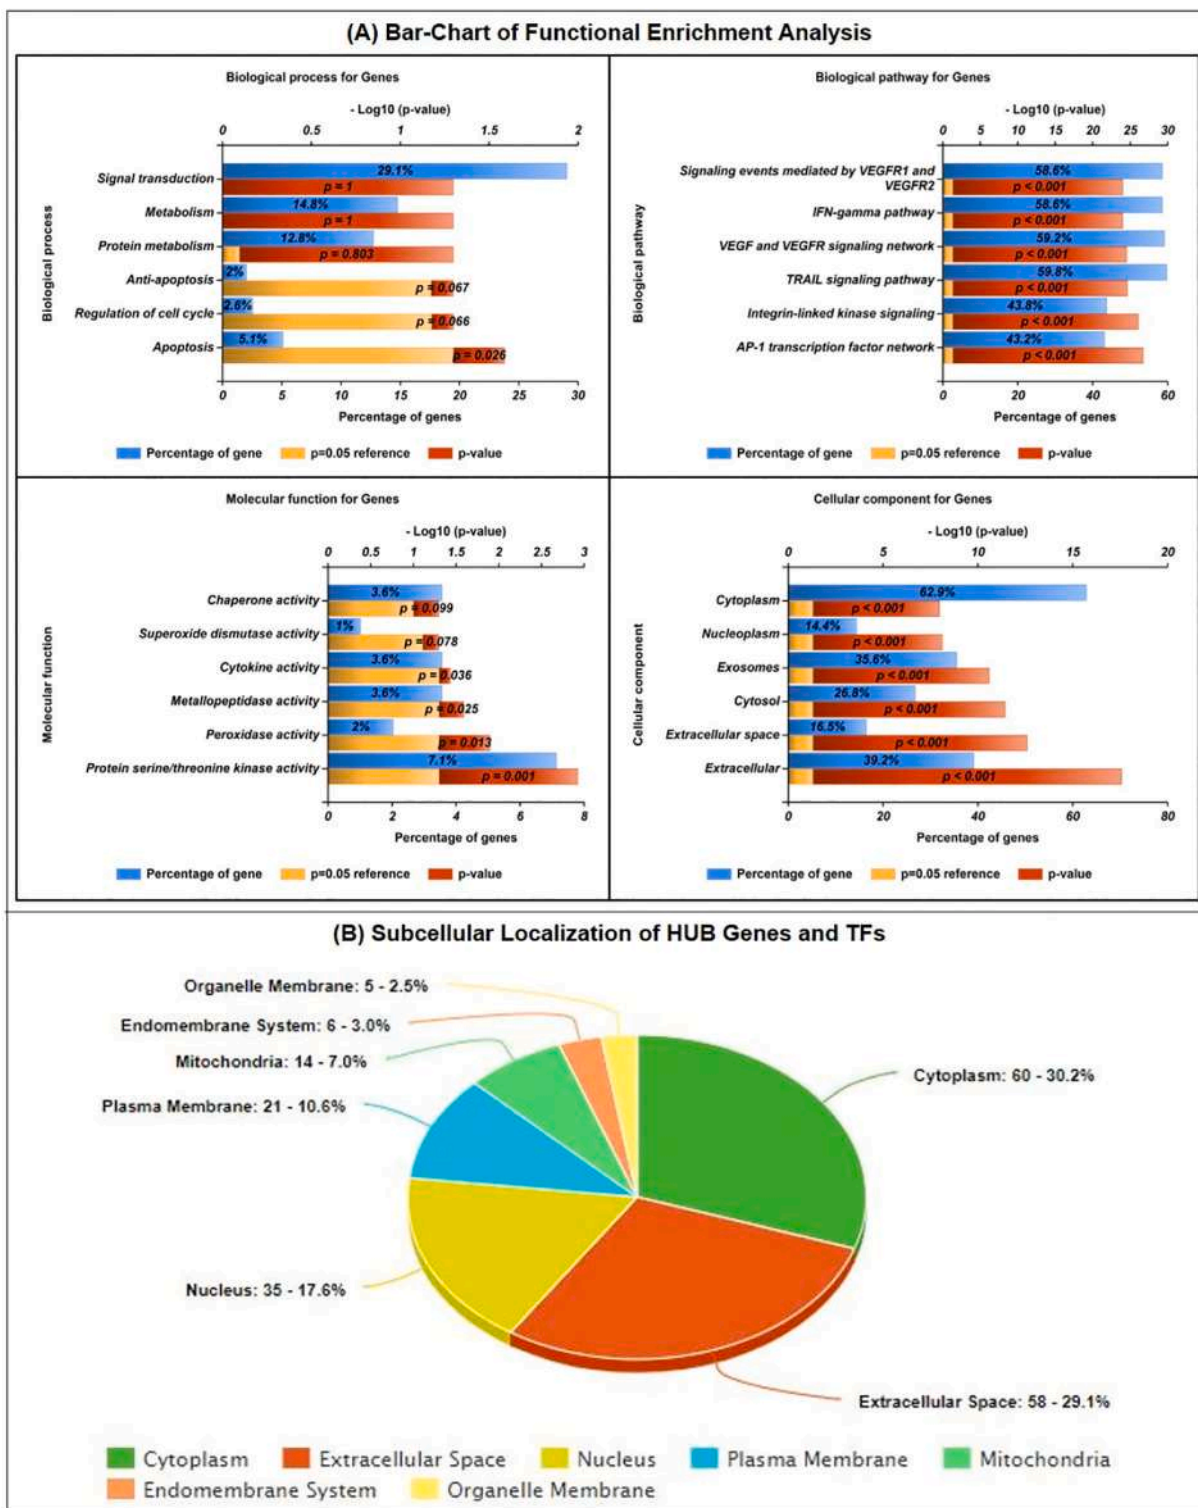 (A) Bar-Chart of Functional Enrichment Analysis
Biological process for Genes
- Log10 (p-value)
0 0.5 1 1.5 2
Biological process
Signal transduction 29.1%
p = 1
Metabolism 14.8%
p = 1
Protein metabolism 12.8%
p = 0.803
Anti-apoptosis 2%
p = 0.067
Regulation of cell cycle 2.6%
p = 0.066
Apoptosis 5.1%
p = 0.026
0 5 10 15 20 25 30
Percentage of genes
Percentage of gene p=0.05 reference p-value
Biological pathway for Genes
- Log10 (p-value)
0 5 10 15 20 25 30
Biological pathway
Signaling events mediated by VEGFR1 and
VEGFR2
58.6%
p < 0.001
IFN-gamma pathway 58.6%
p < 0.001
VEGF and VEGFR signaling network 59.2%
p < 0.001
TRAIL signaling pathway 59.8%
p < 0.001
Integrin-linked kinase signaling 43.8%
p < 0.001
AP-1 transcription factor network 43.2%
p < 0.001
0 20 40 60
Percentage of genes
Percentage of gene p=0.05 reference p-value
Molecular function for Genes
- Log10 (p-value)
0 0.5 1 1.5 2 2.5 3
Molecular function
Chaperone activity 3.6%
p = 0.099
Superoxide dismutase activity 1%
p = 0.078
Cytokine activity 3.6%
p = 0.036
Metallopeptidase activity 3.6%
p = 0.025
Peroxidase activity 2%
p = 0.013
Protein serine/threonine kinase activity 7.1%
p = 0.001
0 2 4 6 8
Percentage of genes
Percentage of gene p=0.05 reference p-value
Cellular component for Genes
- Log10 (p-value)
0 5 10 15 20
Cellular component
Cytoplasm 62.9%
p < 0.001
Nucleoplasm 14.4%
p < 0.001
Exosomes 35.6%
p < 0.001
Cytosol 26.8%
p < 0.001
Extracellular space 16.5%
p < 0.001
Extracellular 39.2%
p < 0.001
0 20 40 60 80
Percentage of genes
Percentage of gene p=0.05 reference p-value
(B) Subcellular Localization of HUB Genes and TFs
Organelle Membrane: 5 - 2.5%
Endomembrane System: 6 - 3.0%
Mitochondria: 14 - 7.0%
Cytoplasm: 60 - 30.2%
Plasma Membrane: 21 - 10.6%
Nucleus: 35 - 17.6%
Extracellular Space: 58 - 29.1%
Cytoplasm Extracellular Space Nucleus Plasma Membrane Mitochondria
Endomembrane System Organelle Membrane